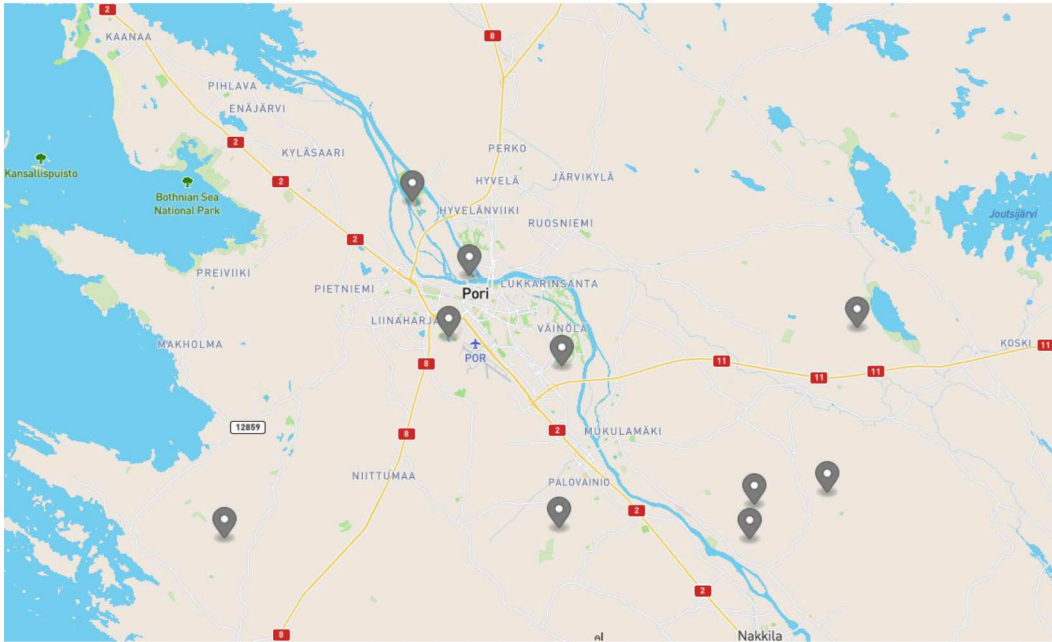 2
KAANAA
8
PIHLAVA
ENÄJÄRVI
2
PERKO
KYLÄSAARI
Kansallispuisto
JÄRVIKYLÄ
2
HYVELÄ
Bothnian Sea
National Park
HYVELÄNVIIKI
Joutsijärvi
RUOSNIEMI
2
PREIVIIKI
LUKKARINSANTA
PIETNIEMI
Pori
LIINAHARJA
VÄINÖLÄ
MAKHOLMA
KOSKI
11
POR
8
11
11
11
12859
8
2
MUKULAMÄKI
NIITTUMAA
PALOVAINIO
2
2
8
Nakkila